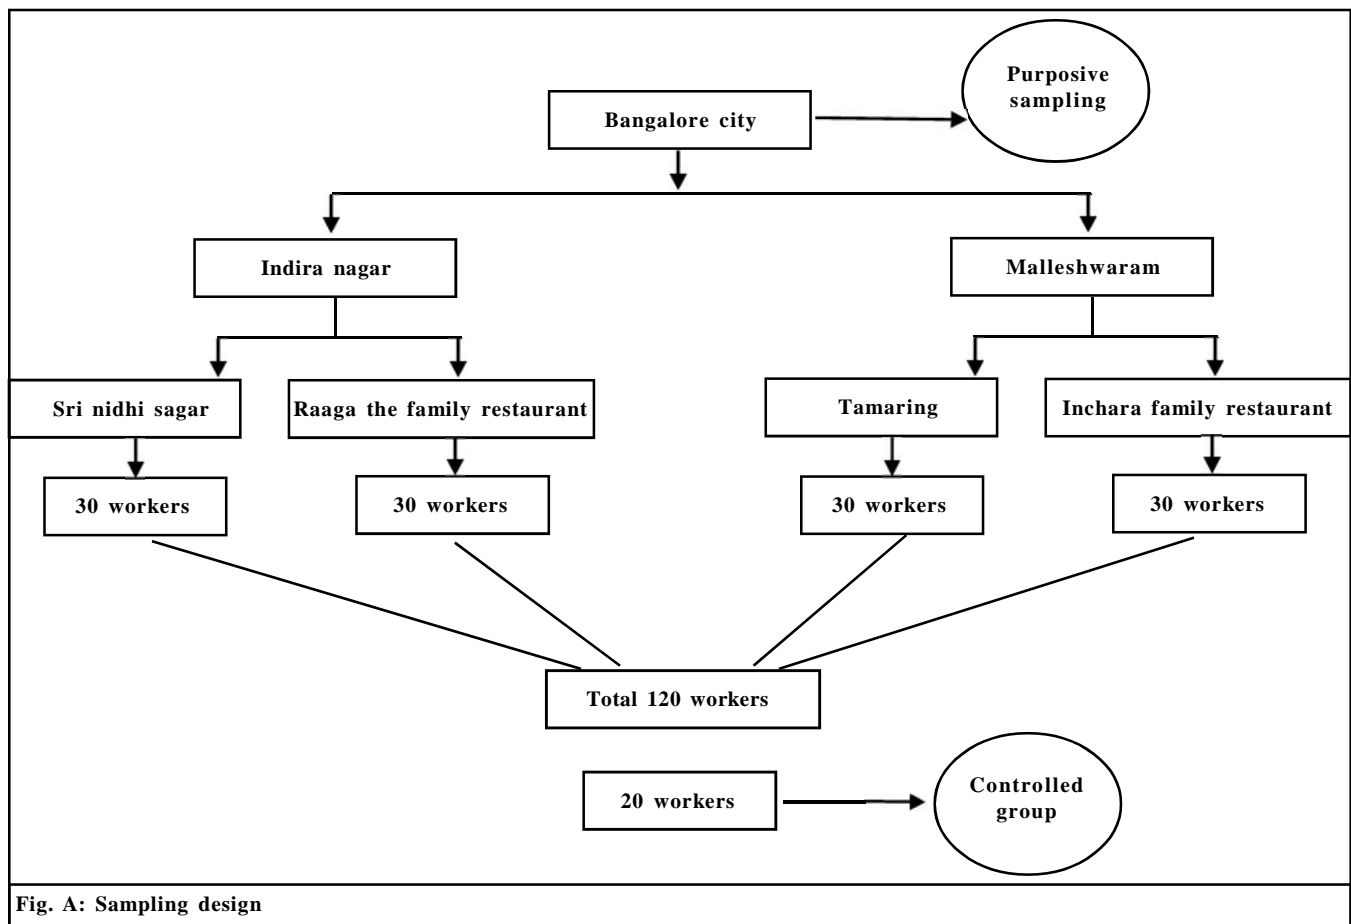 Purposive
sampling
Bangalore city
Indira nagar
Malleshwaram
Sri nidhi sagar
Raaga the family restaurant
Tamaring
Inchara family restaurant
30 workers
30 workers
30 workers
30 workers
Total 120 workers
20 workers
Controlled
group
Fig. A: Sampling design